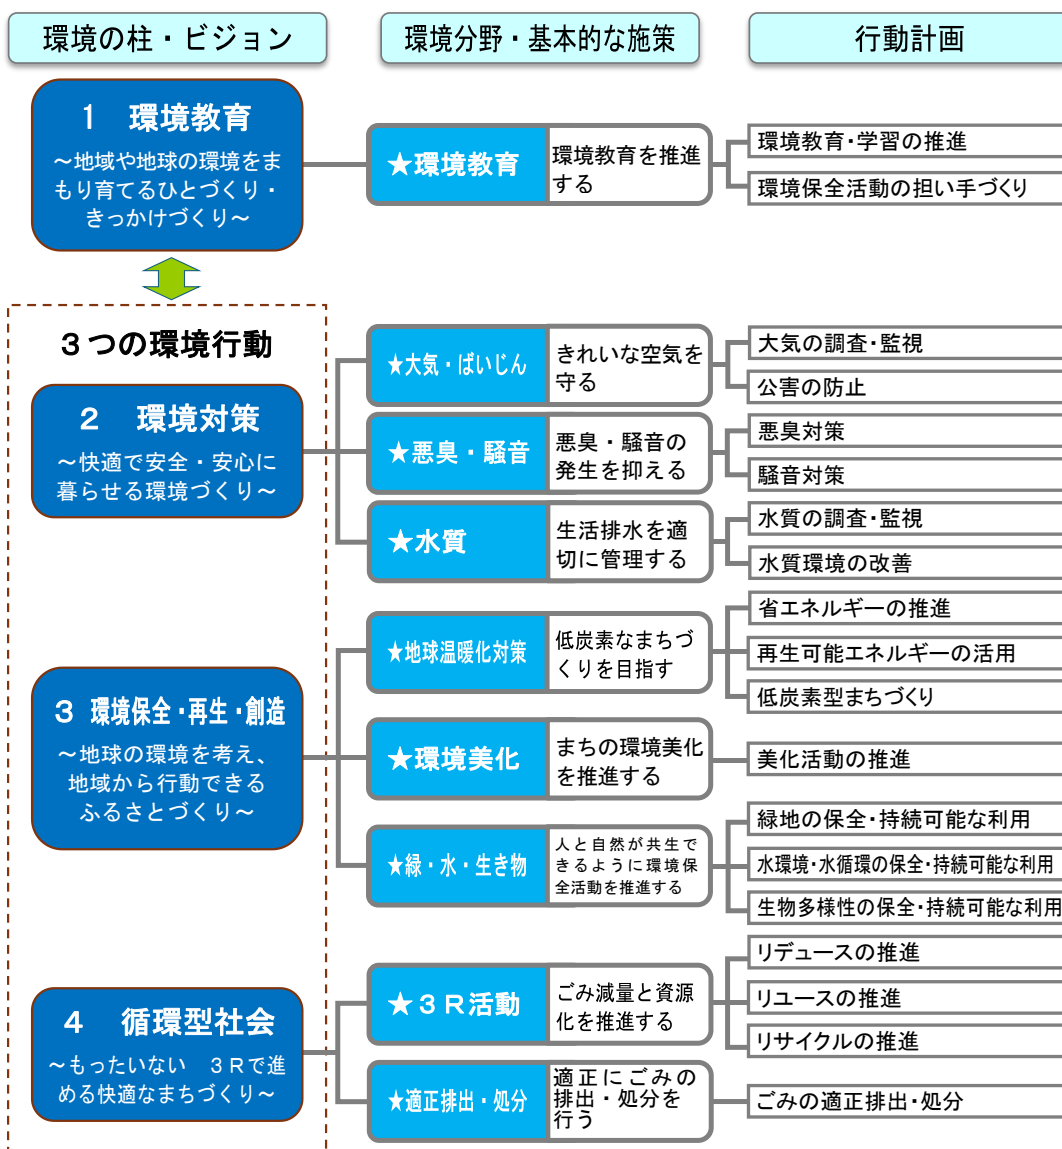 環境の柱・ビジョン
環境分野・基本的な施策
行動計画
1 環境教育
～地域や地球の環境をま
もり育てるひとづくり・
きっかけづくり～
★環境教育
環境教育を推進
する
環境教育・学習の推進
環境保全活動の担い手づくり
３つの環境行動
２ 環境対策
～快適で安全・安心に
暮らせる環境づくり～
★大気・ばいじん
きれいな空気を
守る
大気の調査・監視
公害の防止
★悪臭・騒音
悪臭・騒音の
発生を抑える
悪臭対策
騒音対策
★水質
生活排水を適
切に管理する
水質の調査・監視
水質環境の改善
３ 環境保全・再生・創造
～地球の環境を考え、
地域から行動できる
ふるさとづくり～
★地球温暖化対策
低炭素なまちづ
くりを目指す
省エネルギーの推進
再生可能エネルギーの活用
低炭素型まちづくり
★環境美化
まちの環境美化
を推進する
美化活動の推進
★緑・水・生き物
人と自然が共生で
きるように環境保
全活動を推進する
緑地の保全・持続可能な利用
水環境・水循環の保全・持続可能な利用
生物多様性の保全・持続可能な利用
４ 循環型社会
～もったいない ３Ｒで進
める快適なまちづくり～
★３Ｒ活動
ごみ減量と資源
化を推進する
リデュースの推進
リユースの推進
リサイクルの推進
★適正排出・処分
適正にごみの
排出・処分を
行う
ごみの適正排出・処分